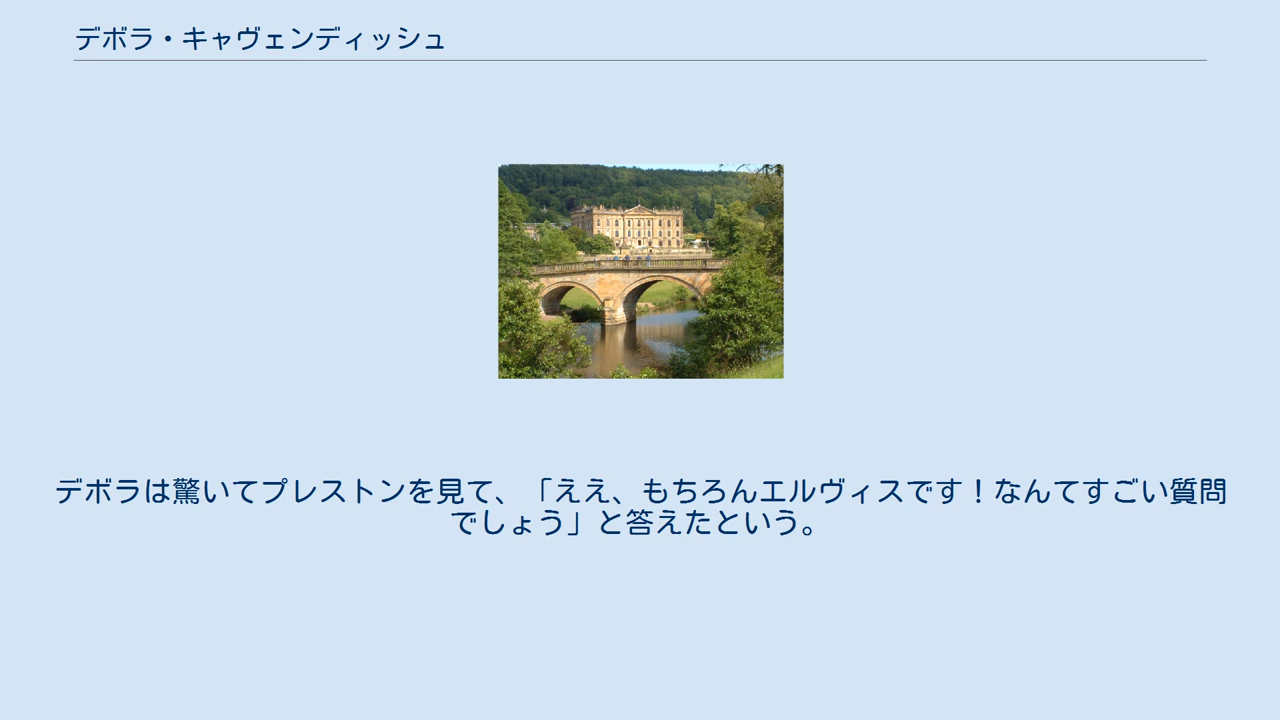 デボラ・キャヴェンディッシュ
デボラは驚いてプレストンを見て、「ええ、もちろんエルヴィスです！なんてすごい質問
でしょう」と答えたという。